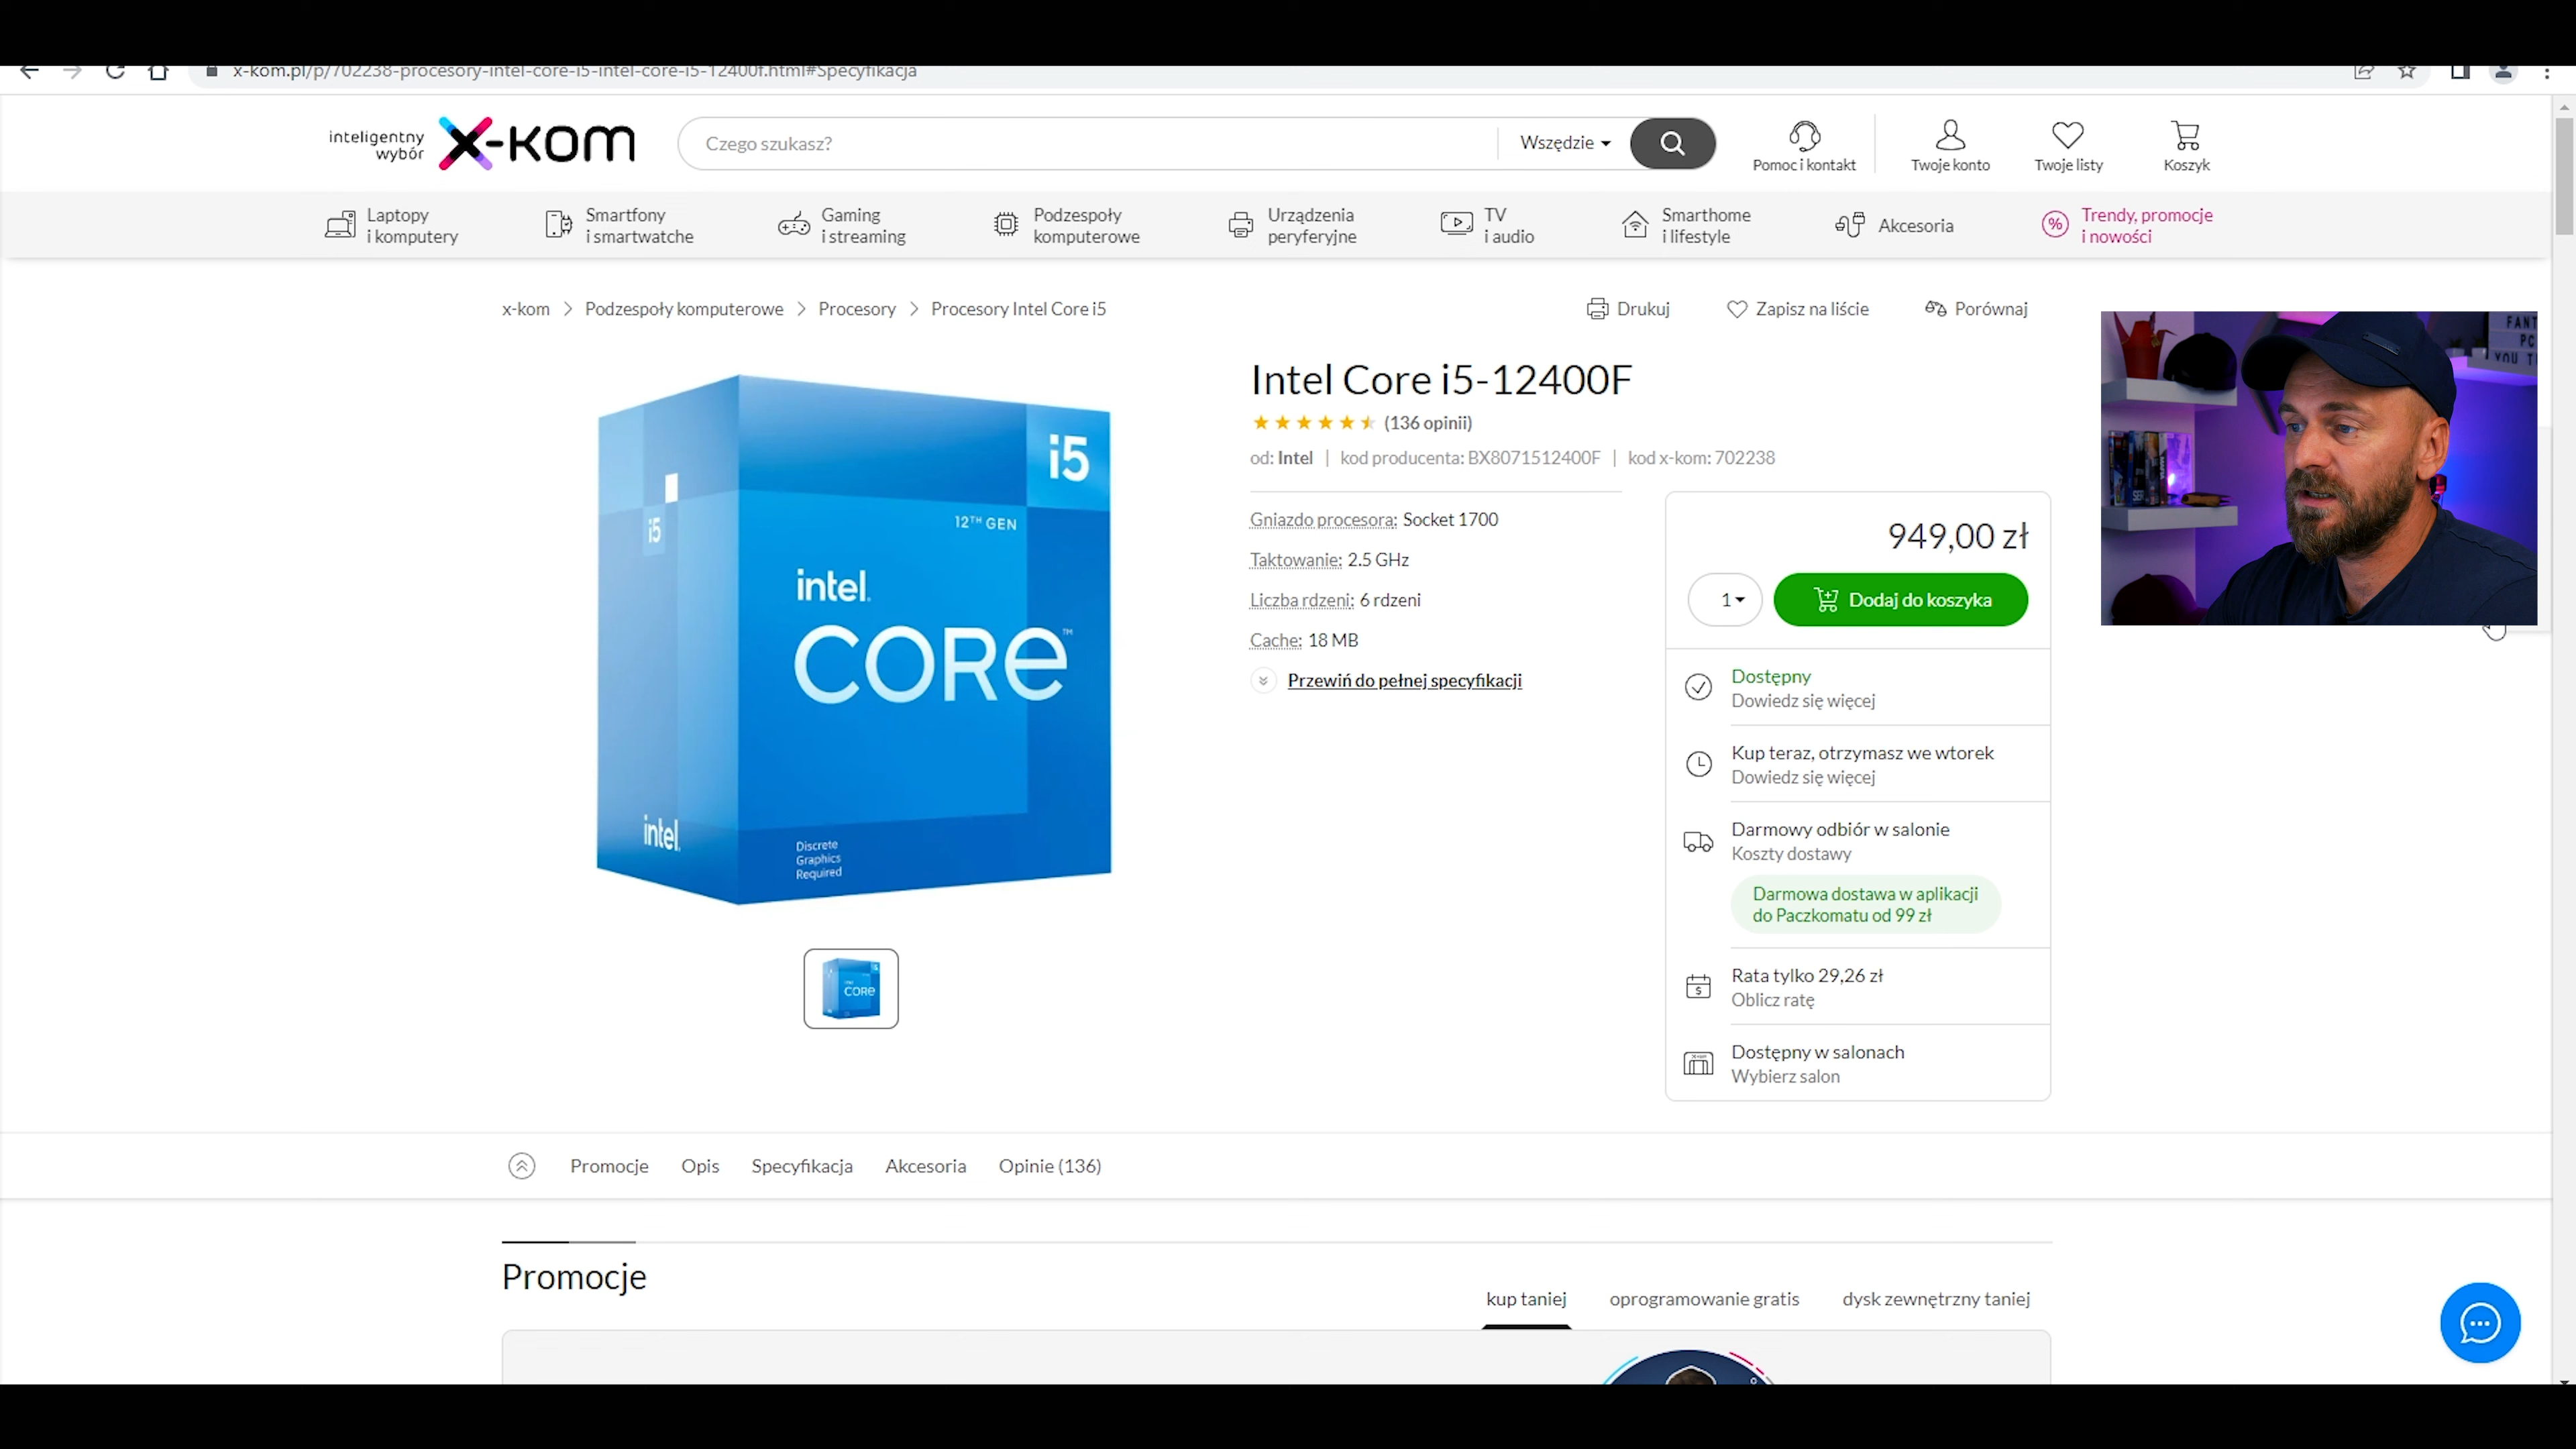 x-kom.pl/p/702238-procesory-intel-core-i5-intel-core-i5-12400f.html#Specyfikacja
inteligentny
wybór
x-kom
Czego szukasz?
Wszędzie
Pomoc i kontakt
Twoje konto
Twoje listy
Koszyk
Laptopy
i komputery
Smartfony
i smartwatche
Gaming
i streaming
Podzespoły
komputerowe
Urządzenia
peryferyjne
TV
i audio
Smarthome
i lifestyle
Akcesoria
%
Trendy, promocje
i nowości
x-kom
Podzespoły komputerowe
Procesory
Procesory Intel Core i5
Drukuj
Zapisz na liście
Porównaj
FANT
PC
YOU T
i5
i5
12TH GEN
intel.
CORE™
intel.
Discrete
Graphics
Required
CORE
Intel Core i5-12400F
(136 opinii)
od: Intel | kod producenta: BX8071512400F | kod x-kom: 702238
Gniazdo procesora: Socket 1700
Taktowanie: 2.5 GHz
Liczba rdzeni: 6 rdzeni
Cache: 18 MB
Przewiń do pełnej specyfikacji
949,00 zł
1
Dodaj do koszyka
Dostępny
Dowiedz się więcej
Kup teraz, otrzymasz we wtorek
Dowiedz się więcej
Darmowy odbiór w salonie
Koszty dostawy
Darmowa dostawa w aplikacji
do Paczkomatu od 99 zł
Rata tylko 29,26 zł
Oblicz ratę
Dostępny w salonach
Wybierz salon
Promocje
Opis
Specyfikacja
Akcesoria
Opinie (136)
Promocje
kup taniej
oprogramowanie gratis
dysk zewnętrzny taniej